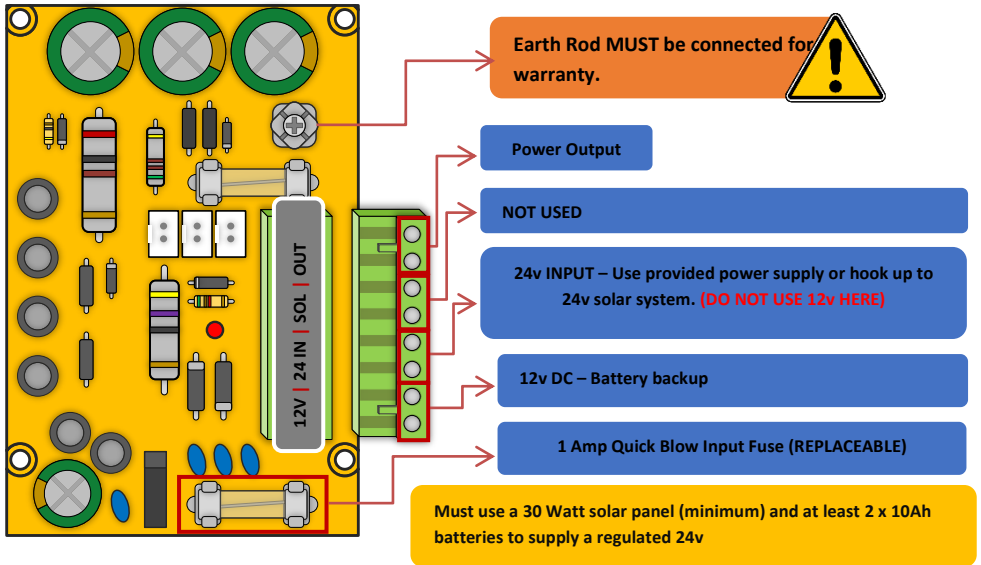 Earth Rod MUST be connected for
warranty.
Power Output
NOT USED
24v INPUT – Use provided power supply or hook up to
24v solar system. (DO NOT USE 12v HERE)
12V | 24 IN | SOL | OUT
12v DC – Battery backup
1 Amp Quick Blow Input Fuse (REPLACEABLE)
Must use a 30 Watt solar panel (minimum) and at least 2 x 10Ah
batteries to supply a regulated 24v